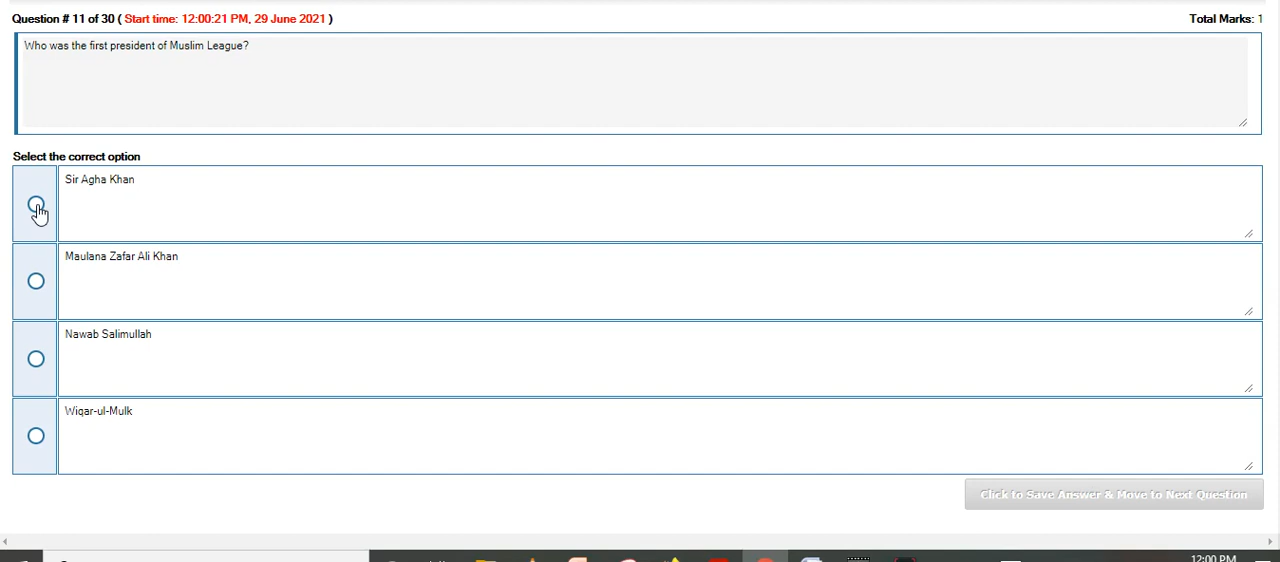 Question # 11 of 30 ( Start time: 12:00:21 PM, 29 June 2021 ) Total Marks: 1
Who was the first president of Muslim League?
Select the correct option
Sir Agha Khan
Maulana Zafar Ali Khan
Nawab Salimullah
Wiqar-ul-Mulk
Click to Save Answer & Move to Next Question
12:00 PM